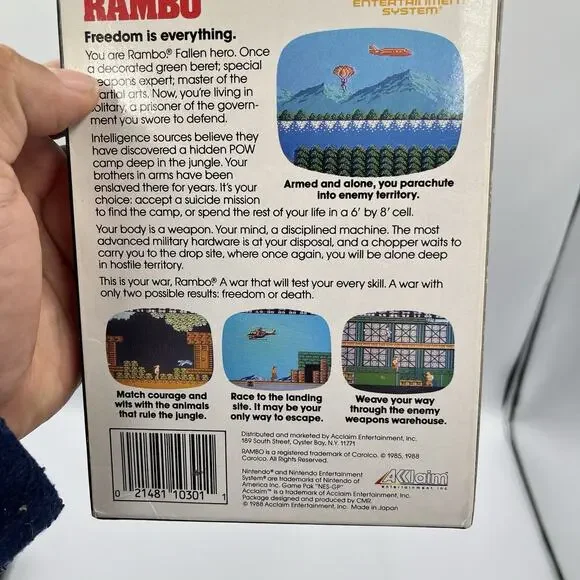 RAMBO
ENTERTAINMENT
SYSTEM®
Freedom is everything.
You are Rambo® Fallen hero. Once
a decorated green beret; special
weapons expert; master of the
martial arts. Now, you're living in
solitary, a prisoner of the govern-
ment you swore to defend.
Intelligence sources believe they
have discovered a hidden POW
camp deep in the jungle. Your
brothers in arms have been
enslaved there for years. It's your
choice: accept a suicide mission
to find the camp, or spend the rest of your life in a 6' by 8' cell.
Armed and alone, you parachute
into enemy territory.
Your body is a weapon. Your mind, a disciplined machine. The most
advanced military hardware is at your disposal, and a chopper waits to
carry you to the drop site, where once again, you will be alone deep
in hostile territory.
This is your war, Rambo® A war that will test your every skill. A war with
only two possible results: freedom or death.
Match courage and
wits with the animals
that rule the jungle.
Race to the landing
site. It may be your
only way to escape.
Weave your way
through the enemy
weapons warehouse.
0 21481 10301 1
Distributed and marketed by Acclaim Entertainment, Inc.
189 South Street, Oyster Bay, N.Y. 11771
RAMBO is a registered trademark of Carolco. © 1985, 1988
Carolco. All Rights Reserved.
Nintendo® and Nintendo Entertainment
System® are trademarks of Nintendo of
America Inc. Game Pak "NES-GP"
Acclaim™ is a trademark of Acclaim Entertainment, Inc.
Package designed and produced by CMR.
© 1988 Acclaim Entertainment, Inc. Made in Japan
AKKlaim
entertainment inc.